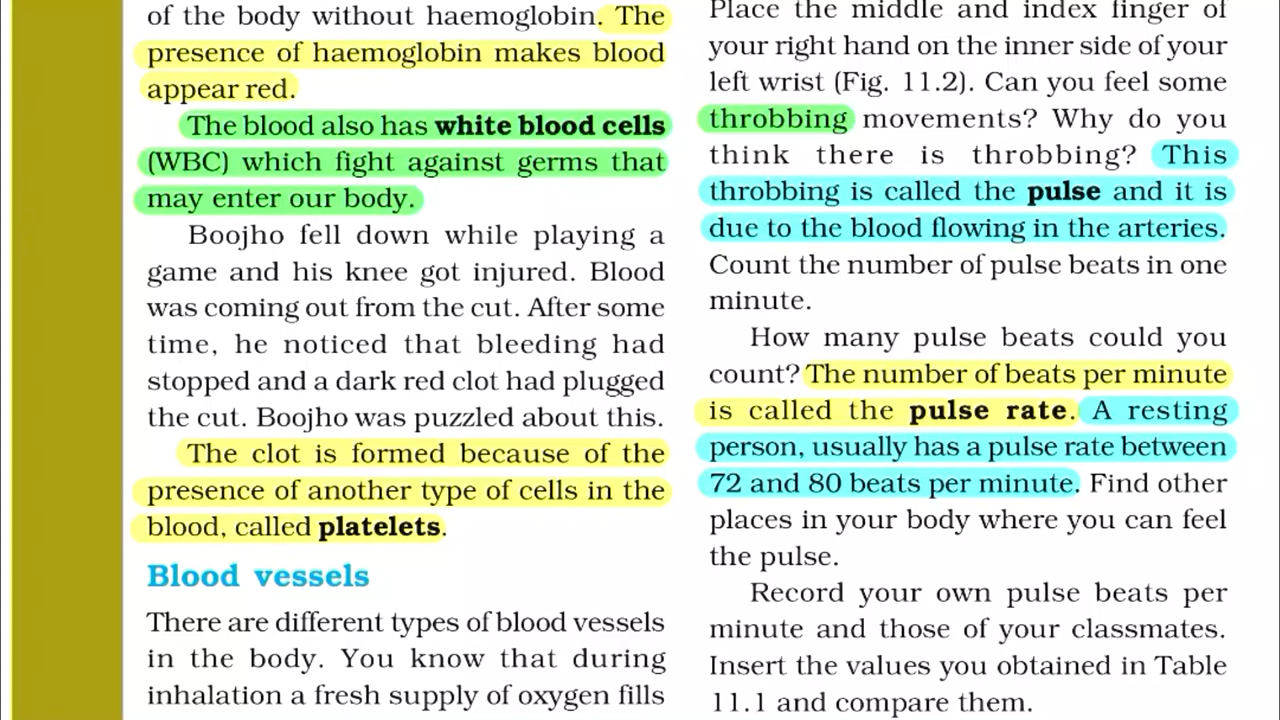 of the body without haemoglobin. The
presence of haemoglobin makes blood
appear red.
The blood also has white blood cells
(WBC) which fight against germs that
may enter our body.
Boojho fell down while playing a
game and his knee got injured. Blood
was coming out from the cut. After some
time, he noticed that bleeding had
stopped and a dark red clot had plugged
the cut. Boojho was puzzled about this.
The clot is formed because of the
presence of another type of cells in the
blood, called platelets.
Blood vessels
There are different types of blood vessels
in the body. You know that during
inhalation a fresh supply of oxygen fills
Place the middle and index finger of
your right hand on the inner side of your
left wrist (Fig. 11.2). Can you feel some
throbbing movements? Why do you
think there is throbbing? This
throbbing is called the pulse and it is
due to the blood flowing in the arteries.
Count the number of pulse beats in one
minute.
How many pulse beats could you
count? The number of beats per minute
is called the pulse rate. A resting
person, usually has a pulse rate between
72 and 80 beats per minute. Find other
places in your body where you can feel
the pulse.
Record your own pulse beats per
minute and those of your classmates.
Insert the values you obtained in Table
11.1 and compare them.